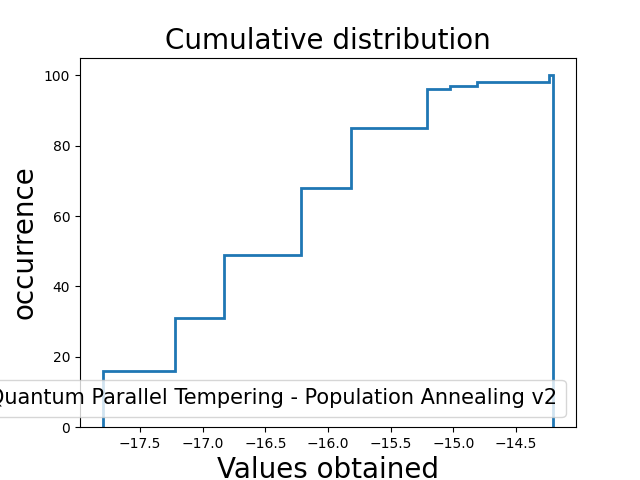 Cumulative distribution
occurrence
100
80
60
40
20
0
Quantum Parallel Tempering - Population Annealing v2
−17.5 −17.0 −16.5 −16.0 −15.5 −15.0 −14.5
Values obtained